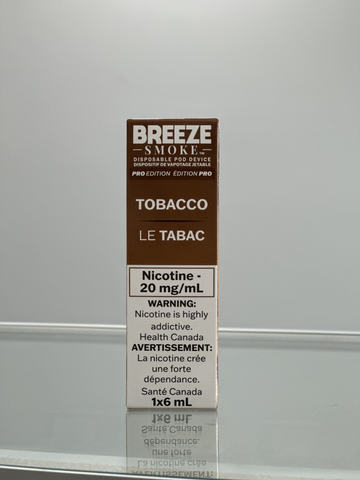 BREEZE
SMOKE™
DISPOSABLE POD DEVICE
DISPOSITIF DE VAPOTAGE JETABLE
PRO EDITION ÉDITION PRO
TOBACCO
LE TABAC
Nicotine -
20 mg/mL
WARNING:
Nicotine is highly
addictive.
Health Canada
AVERTISSEMENT:
La nicotine crée
une forte
dépendance.
Santé Canada
1x6 mL